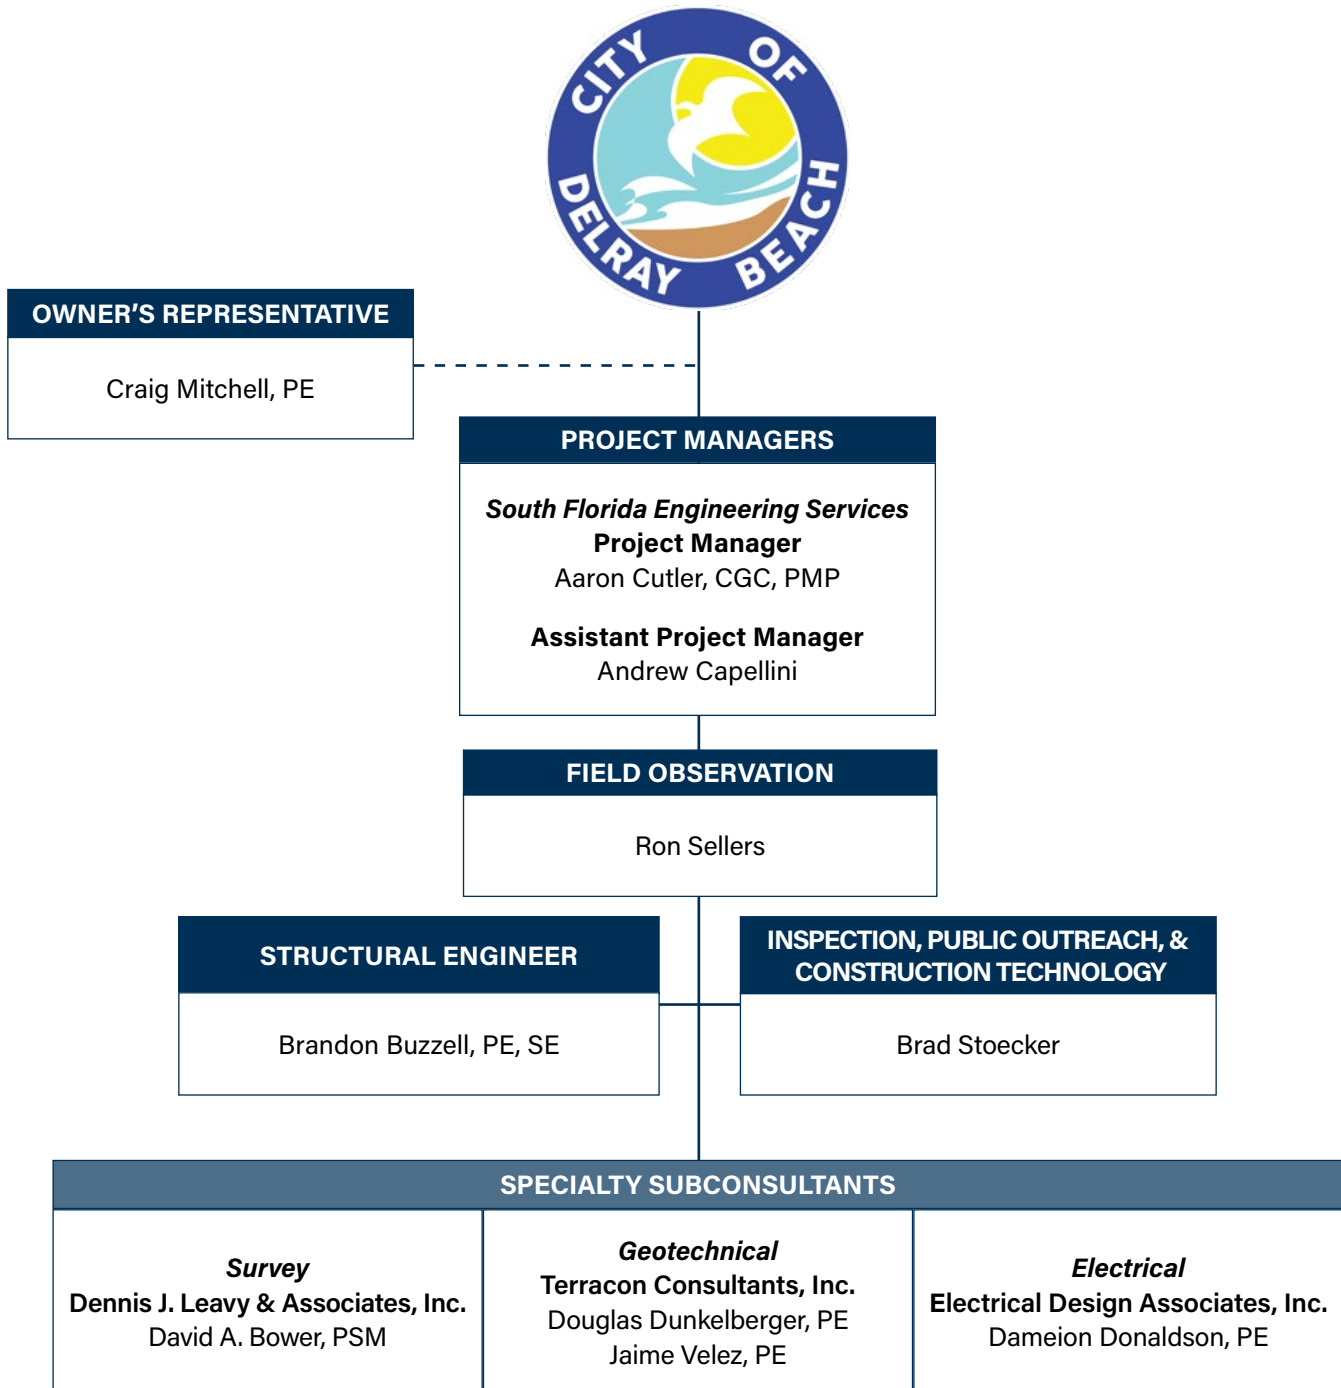 CITY OF
DELRAY BEACH
OWNER'S REPRESENTATIVE
Craig Mitchell, PE
PROJECT MANAGERS
South Florida Engineering Services
Project Manager
Aaron Cutler, CGC, PMP
Assistant Project Manager
Andrew Capellini
FIELD OBSERVATION
Ron Sellers
STRUCTURAL ENGINEER
Brandon Buzzell, PE, SE
INSPECTION, PUBLIC OUTREACH, &
CONSTRUCTION TECHNOLOGY
Brad Stoecker
SPECIALTY SUBCONSULTANTS
Survey
Dennis J. Leavy & Associates, Inc.
David A. Bower, PSM
Geotechnical
Terracon Consultants, Inc.
Douglas Dunkelberger, PE
Jaime Velez, PE
Electrical
Electrical Design Associates, Inc.
Dameion Donaldson, PE